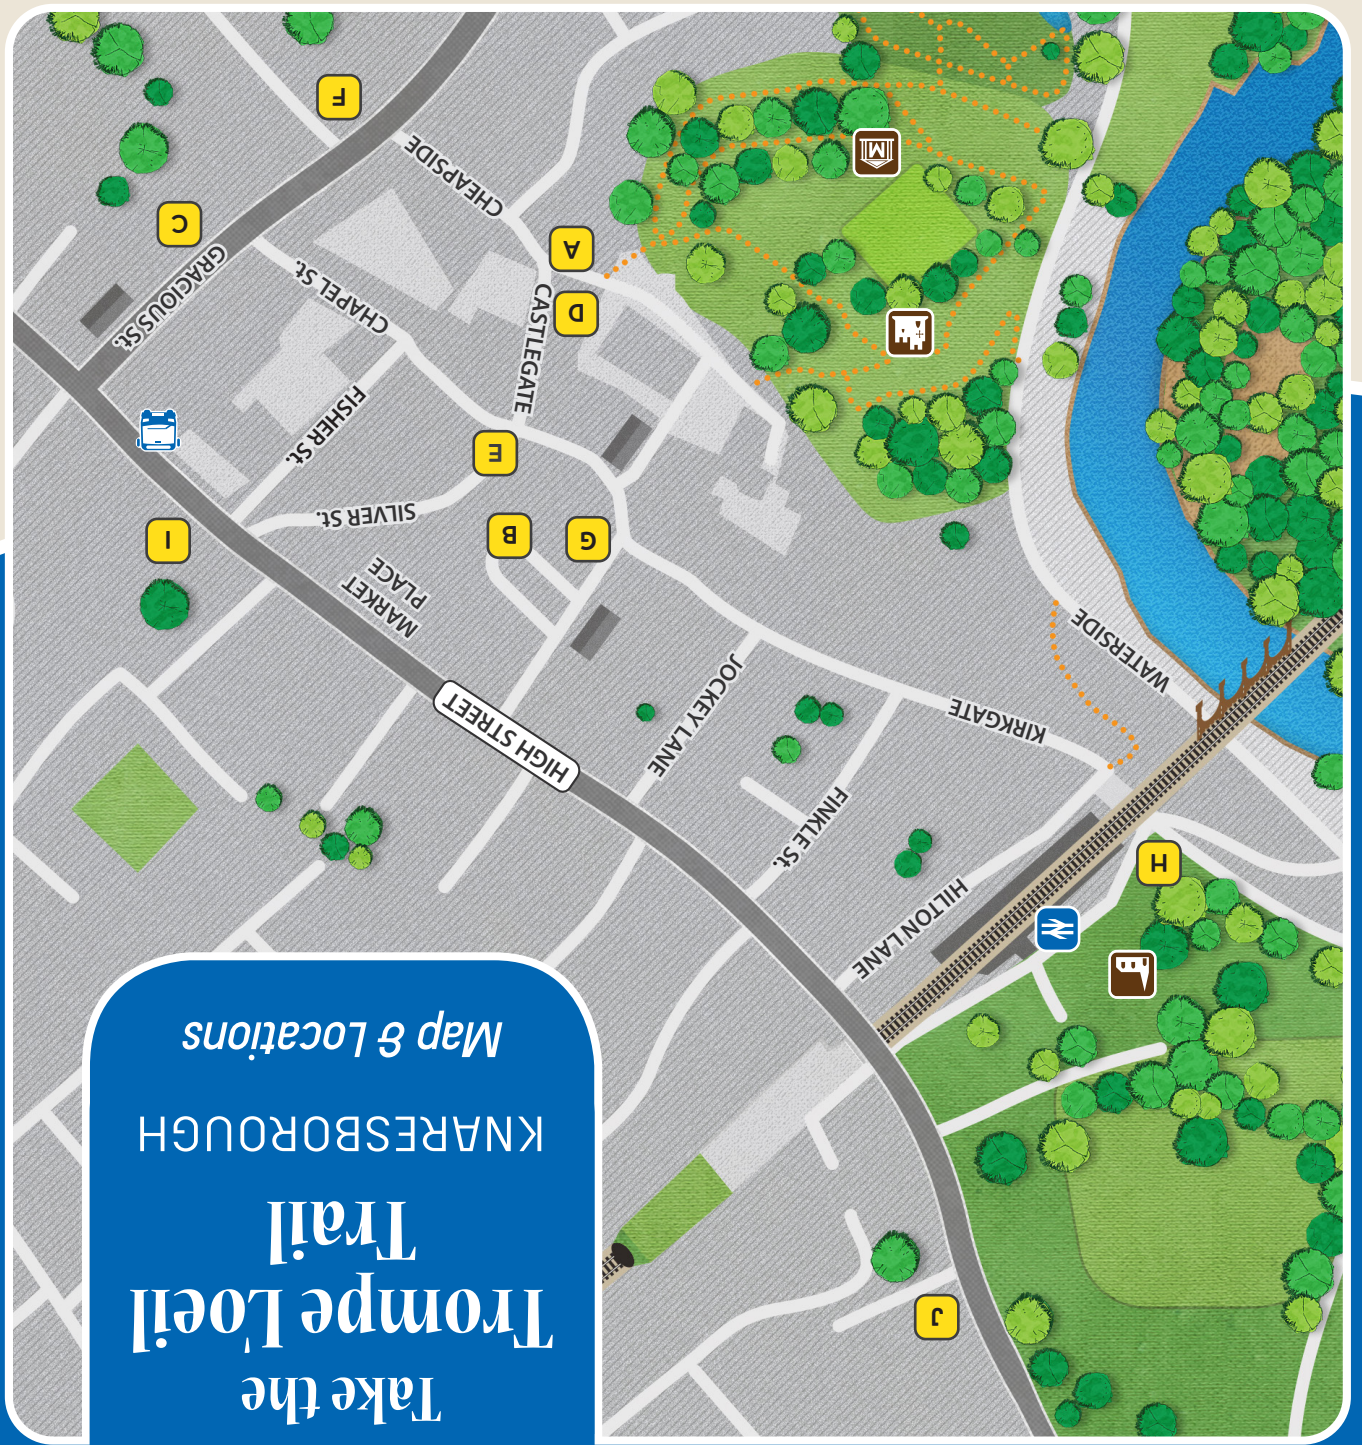 Take the
Trompe L'oeil
Trail
KNARESBOROUGH
Map & Locations
J
H
HILTON LANE
FINKLE St.
KIRKGATE
WATERSIDE
JOCKEY LANE
HIGH STREET
MARKET
PLACE
I
G
B
SILVER St.
E
FISHER St.
CASTLEGATE
CHAPEL St.
GRACIOUS St.
D
A
C
CHEAPSIDE
F
M